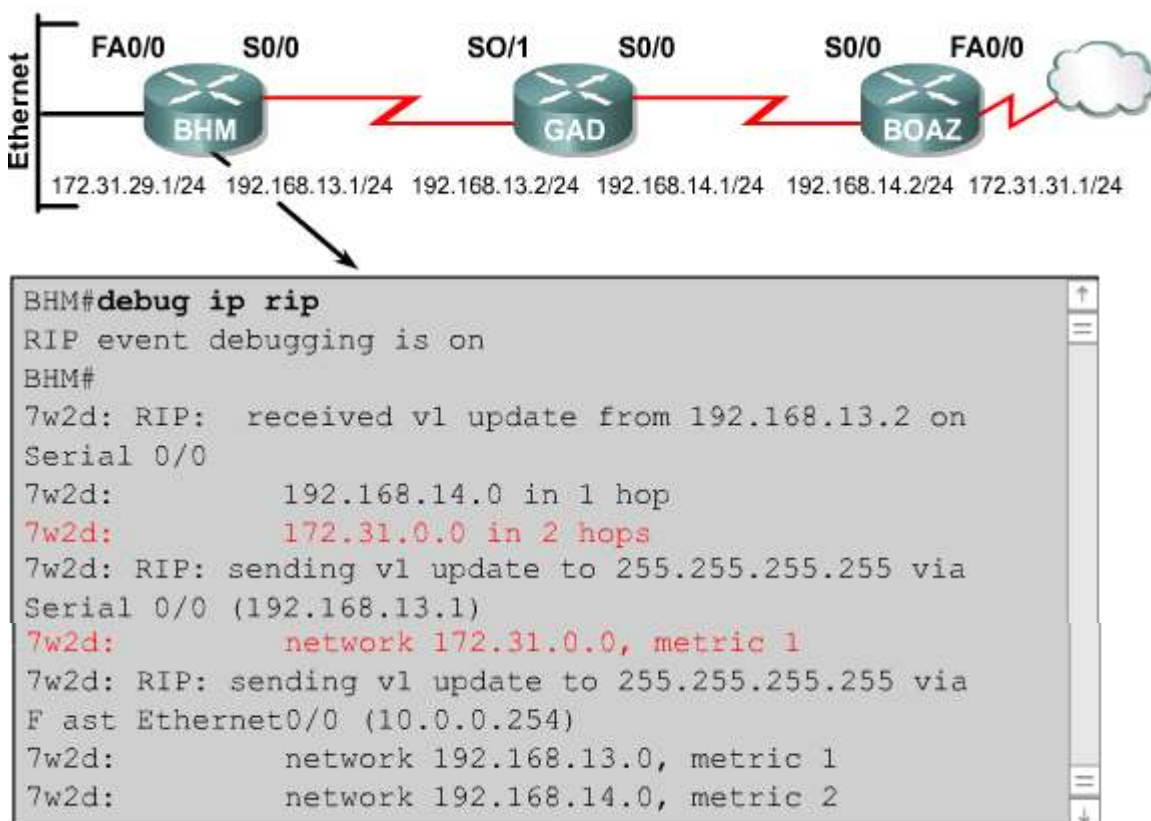 Ethernet
FA0/0 S0/0 SO/1 S0/0 S0/0 FA0/0
BHM GAD BOAZ
172.31.29.1/24 192.168.13.1/24 192.168.13.2/24 192.168.14.1/24 192.168.14.2/24 172.31.31.1/24
BHM#debug ip rip
RIP event debugging is on
BHM#
7w2d: RIP: received v1 update from 192.168.13.2 on
Serial 0/0
7w2d: 192.168.14.0 in 1 hop
7w2d: 172.31.0.0 in 2 hops
7w2d: RIP: sending v1 update to 255.255.255.255 via
Serial 0/0 (192.168.13.1)
7w2d: network 172.31.0.0, metric 1
7w2d: RIP: sending v1 update to 255.255.255.255 via
F ast Ethernet0/0 (10.0.0.254)
7w2d: network 192.168.13.0, metric 1
7w2d: network 192.168.14.0, metric 2